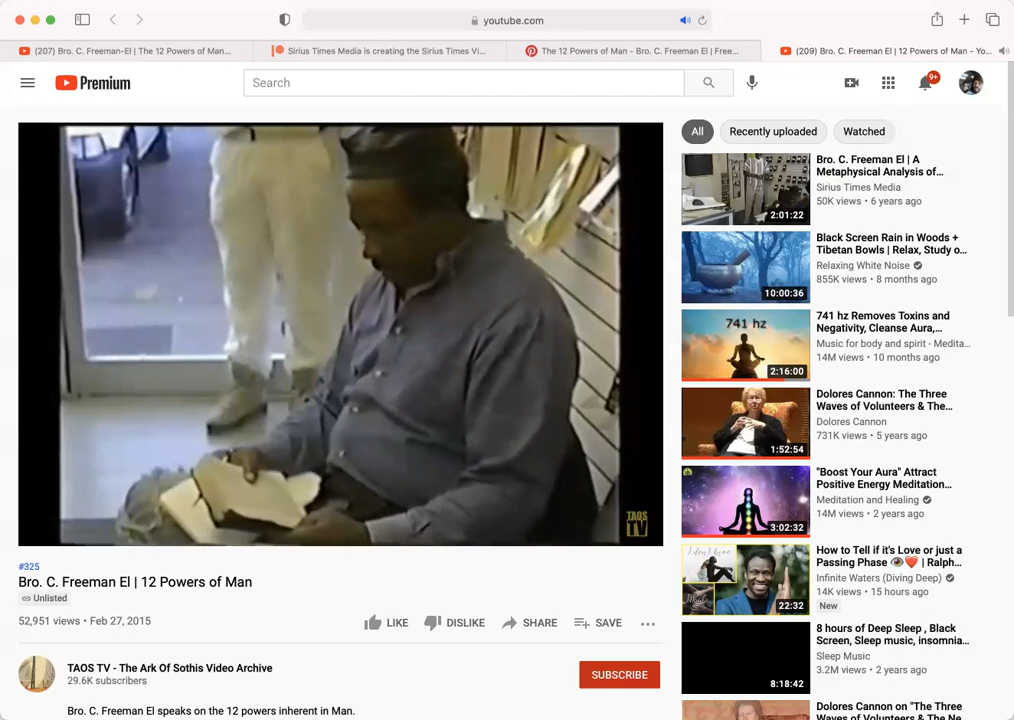 youtube.com
(207) Bro. C. Freeman-El | The 12 Powers of Man...
Sirius Times Media is creating the Sirius Times Vi...
The 12 Powers of Man - Bro. C. Freeman El | Free...
(209) Bro. C. Freeman El | 12 Powers of Man - Yo...
Premium
Search
9+
All
Recently uploaded
Watched
Bro. C. Freeman El | A
Metaphysical Analysis of...
Sirius Times Media
50K views • 6 years ago
2:01:22
Black Screen Rain in Woods +
Tibetan Bowls | Relax, Study o...
Relaxing White Noise
855K views • 8 months ago
10:00:36
741 hz
741 hz Removes Toxins and
Negativity, Cleanse Aura,...
Music for body and spirit - Medita...
14M views • 10 months ago
2:16:00
Dolores Cannon: The Three
Waves of Volunteers & The...
Dolores Cannon
731K views • 5 years ago
1:52:54
"Boost Your Aura" Attract
Positive Energy Meditation...
Meditation and Healing
14M views • 2 years ago
3:02:32
How to Tell if it's Love or just a
Passing Phase 👁️❤️ | Ralph...
Infinite Waters (Diving Deep)
14K views • 15 hours ago
New
22:32
8 hours of Deep Sleep , Black
Screen, Sleep music, insomnia...
Sleep Music
3.2M views • 2 years ago
8:18:42
Dolores Cannon on "The Three
Waves of Volunteers & The Ne
TAOS
TV
#325
Bro. C. Freeman El | 12 Powers of Man
Unlisted
52,951 views • Feb 27, 2015
LIKE
DISLIKE
SHARE
SAVE
TAOS TV - The Ark Of Sothis Video Archive
29.6K subscribers
SUBSCRIBE
Bro. C. Freeman El speaks on the 12 powers inherent in Man.